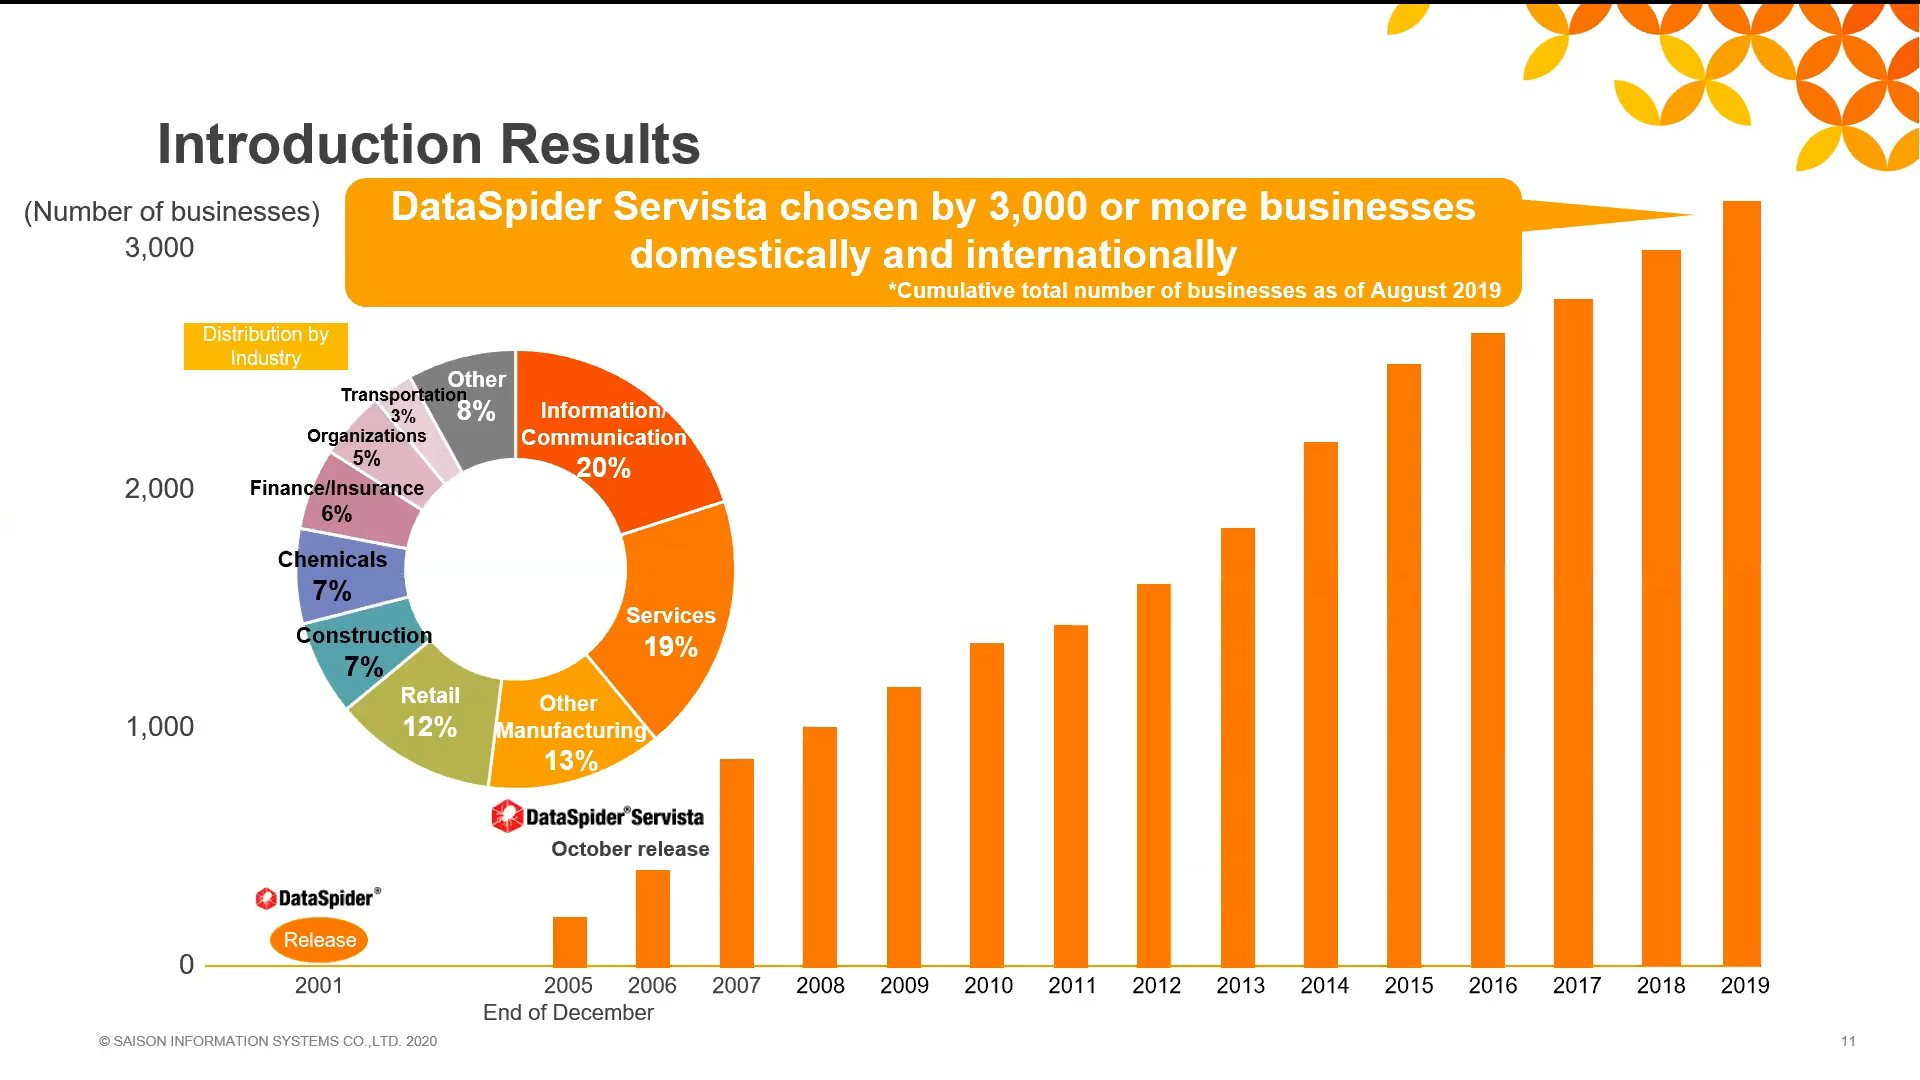 Introduction Results
(Number of businesses)
3,000
DataSpider Servista chosen by 3,000 or more businesses
domestically and internationally
*Cumulative total number of businesses as of August 2019
Distribution by
Industry
Other
8%
Transportation
3%
Organizations
5%
Finance/Insurance
6%
Chemicals
7%
Construction
7%
Retail
12%
Other
Manufacturing
13%
Services
19%
Information/
Communication
20%
2,000
1,000
0
DataSpider®Servista
October release
DataSpider®
Release
2001
2005
2006
2007
2008
2009
2010
2011
2012
2013
2014
2015
2016
2017
2018
2019
End of December
© SAISON INFORMATION SYSTEMS CO.,LTD. 2020
11